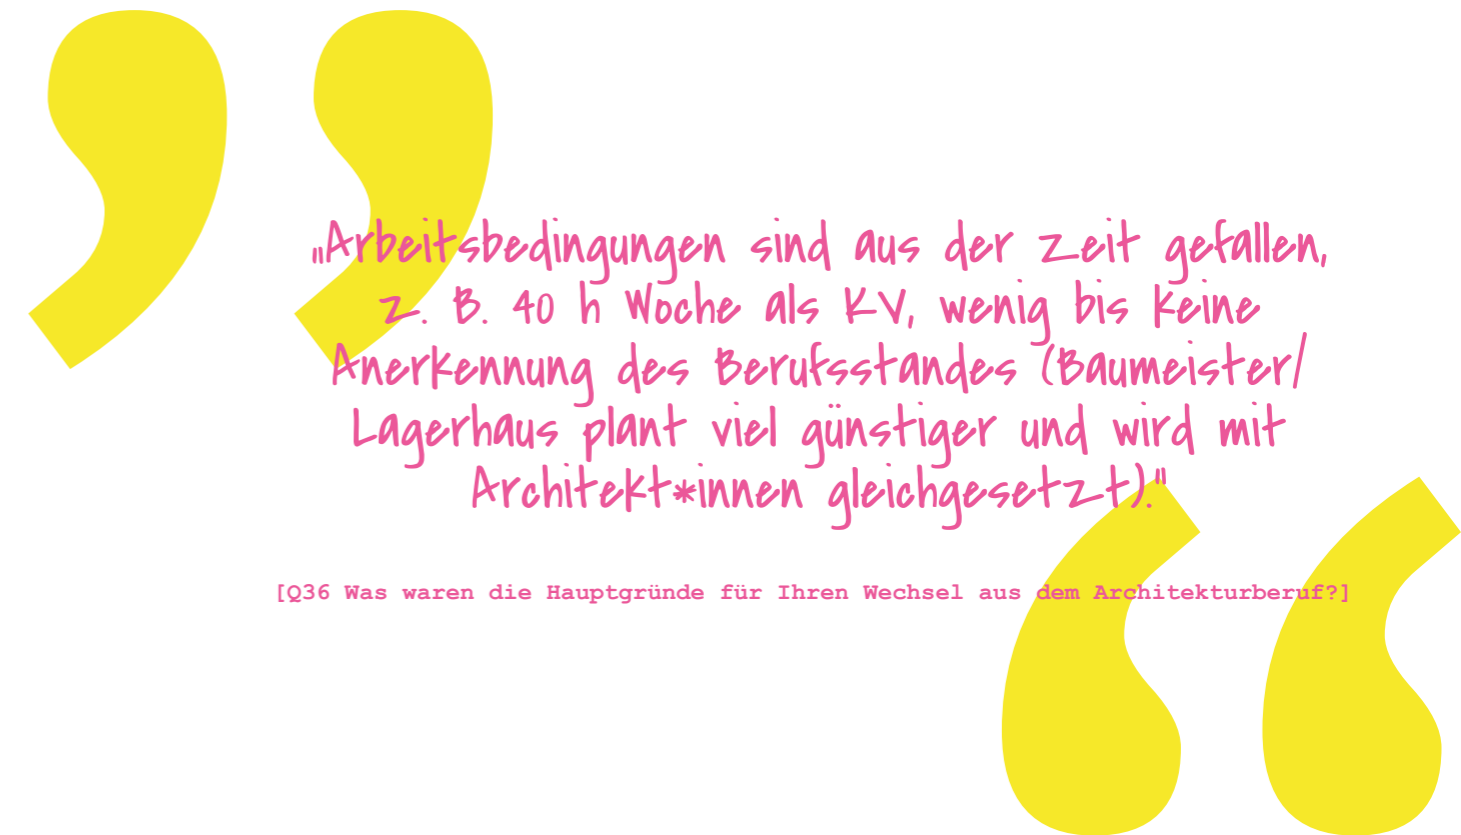 „Arbeitsbedingungen sind aus der Zeit gefallen,
z. B. 40 h Woche als KV, wenig bis keine
Anerkennung des Berufsstandes (Baumeister/
Lagerhaus plant viel günstiger und wird mit
Architekt*innen gleichgesetzt)."
[Q36 Was waren die Hauptgründe für Ihren Wechsel aus dem Architekturberuf?]